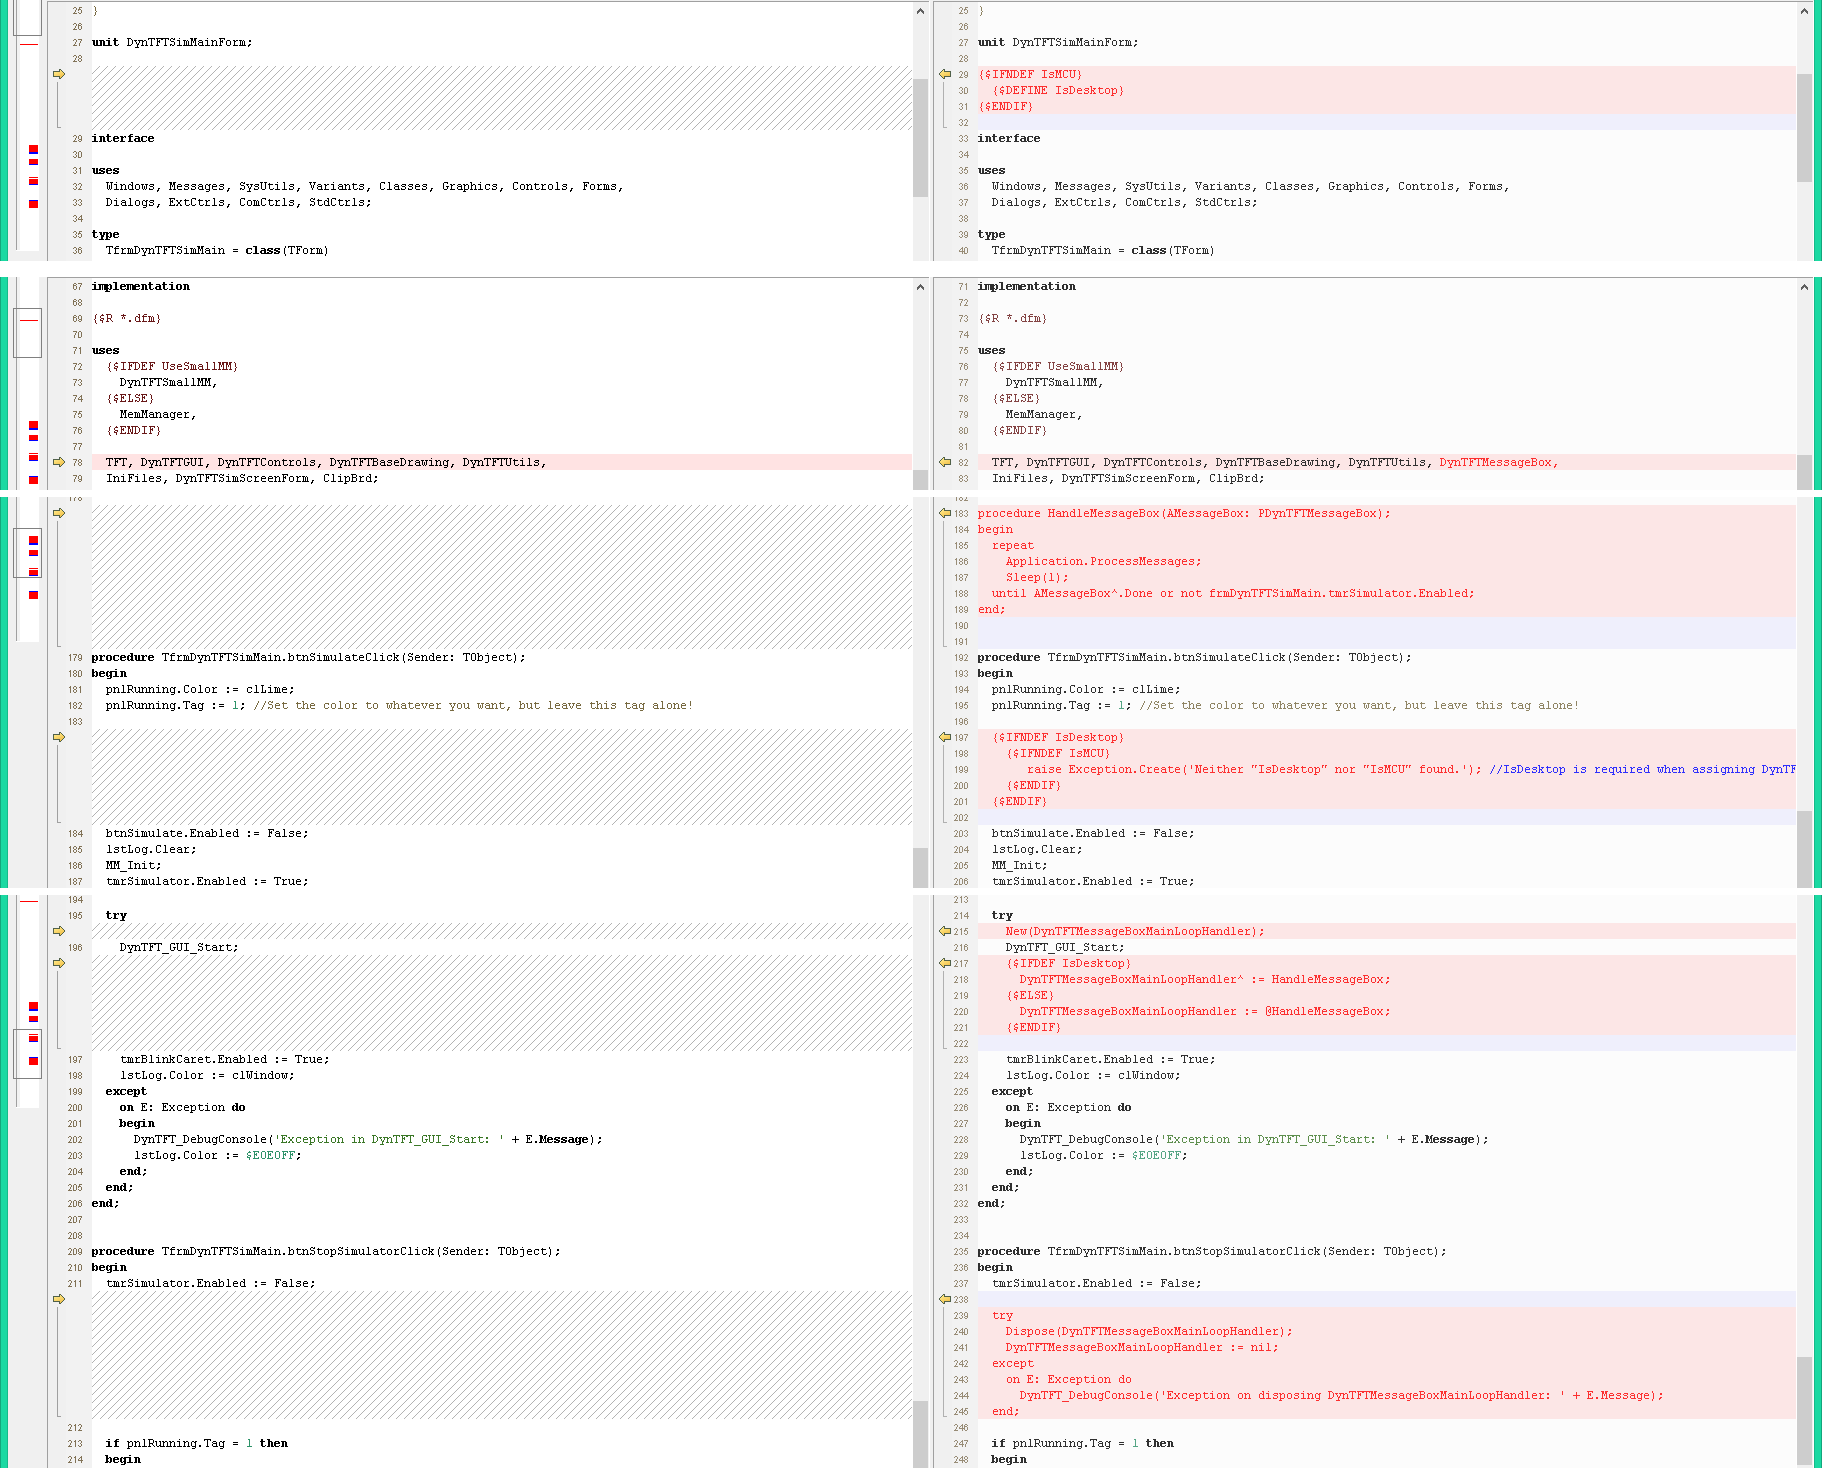 25 }
26
27 unit DynTFTSimMainForm;
28
29 interface
30
31 uses
32 Windows, Messages, SysUtils, Variants, Classes, Graphics, Controls, Forms,
33 Dialogs, ExtCtrls, ComCtrls, StdCtrls;
34
35 type
36 TfrmDynTFTSimMain = class(TForm)
25 }
26
27 unit DynTFTSimMainForm;
28
29 {$IFNDEF IsMCU}
30 {$DEFINE IsDesktop}
31 {$ENDIF}
32
33 interface
34
35 uses
36 Windows, Messages, SysUtils, Variants, Classes, Graphics, Controls, Forms,
37 Dialogs, ExtCtrls, ComCtrls, StdCtrls;
38
39 type
40 TfrmDynTFTSimMain = class(TForm)
67 implementation
68
69 {$R *.dfm}
70
71 uses
72 {$IFDEF UseSmallMM}
73 DynTFTSmallMM,
74 {$ELSE}
75 MemManager,
76 {$ENDIF}
77
78 TFT, DynTFTGUI, DynTFTControls, DynTFTBaseDrawing, DynTFTUtils,
79 IniFiles, DynTFTSimScreenForm, ClipBrd;
71 implementation
72
73 {$R *.dfm}
74
75 uses
76 {$IFDEF UseSmallMM}
77 DynTFTSmallMM,
78 {$ELSE}
79 MemManager,
80 {$ENDIF}
81
82 TFT, DynTFTGUI, DynTFTControls, DynTFTBaseDrawing, DynTFTUtils, DynTFTMessageBox,
83 IniFiles, DynTFTSimScreenForm, ClipBrd;
178
179 procedure TfrmDynTFTSimMain.btnSimulateClick(Sender: TObject);
180 begin
181 pnlRunning.Color := clLime;
182 pnlRunning.Tag := 1; //Set the color to whatever you want, but leave this tag alone!
183
184 btnSimulate.Enabled := False;
185 lstLog.Clear;
186 MM_Init;
187 tmrSimulator.Enabled := True;
182
183 procedure HandleMessageBox(AMessageBox: PDynTFTMessageBox);
184 begin
185 repeat
186 Application.ProcessMessages;
187 Sleep(1);
188 until AMessageBox^.Done or not frmDynTFTSimMain.tmrSimulator.Enabled;
189 end;
190
191
192 procedure TfrmDynTFTSimMain.btnSimulateClick(Sender: TObject);
193 begin
194 pnlRunning.Color := clLime;
195 pnlRunning.Tag := 1; //Set the color to whatever you want, but leave this tag alone!
196
197 {$IFNDEF IsDesktop}
198 {$IFNDEF IsMCU}
199 raise Exception.Create('Neither "IsDesktop" nor "IsMCU" found.'); //IsDesktop is required when assigning DynTF
200 {$ENDIF}
201 {$ENDIF}
202
203 btnSimulate.Enabled := False;
204 lstLog.Clear;
205 MM_Init;
206 tmrSimulator.Enabled := True;
194
195 try
196 DynTFT_GUI_Start;
197 tmrBlinkCaret.Enabled := True;
198 lstLog.Color := clWindow;
199 except
200 on E: Exception do
201 begin
202 DynTFT_DebugConsole('Exception in DynTFT_GUI_Start: ' + E.Message);
203 lstLog.Color := $E0E0FF;
204 end;
205 end;
206 end;
207
208
209 procedure TfrmDynTFTSimMain.btnStopSimulatorClick(Sender: TObject);
210 begin
211 tmrSimulator.Enabled := False;
212
213 if pnlRunning.Tag = 1 then
214 begin
213
214 try
215 New(DynTFTMessageBoxMainLoopHandler);
216 DynTFT_GUI_Start;
217 {$IFDEF IsDesktop}
218 DynTFTMessageBoxMainLoopHandler^ := HandleMessageBox;
219 {$ELSE}
220 DynTFTMessageBoxMainLoopHandler := @HandleMessageBox;
221 {$ENDIF}
222
223 tmrBlinkCaret.Enabled := True;
224 lstLog.Color := clWindow;
225 except
226 on E: Exception do
227 begin
228 DynTFT_DebugConsole('Exception in DynTFT_GUI_Start: ' + E.Message);
229 lstLog.Color := $E0E0FF;
230 end;
231 end;
232 end;
233
234
235 procedure TfrmDynTFTSimMain.btnStopSimulatorClick(Sender: TObject);
236 begin
237 tmrSimulator.Enabled := False;
238
239 try
240 Dispose(DynTFTMessageBoxMainLoopHandler);
241 DynTFTMessageBoxMainLoopHandler := nil;
242 except
243 on E: Exception do
244 DynTFT_DebugConsole('Exception on disposing DynTFTMessageBoxMainLoopHandler: ' + E.Message);
245 end;
246
247 if pnlRunning.Tag = 1 then
248 begin